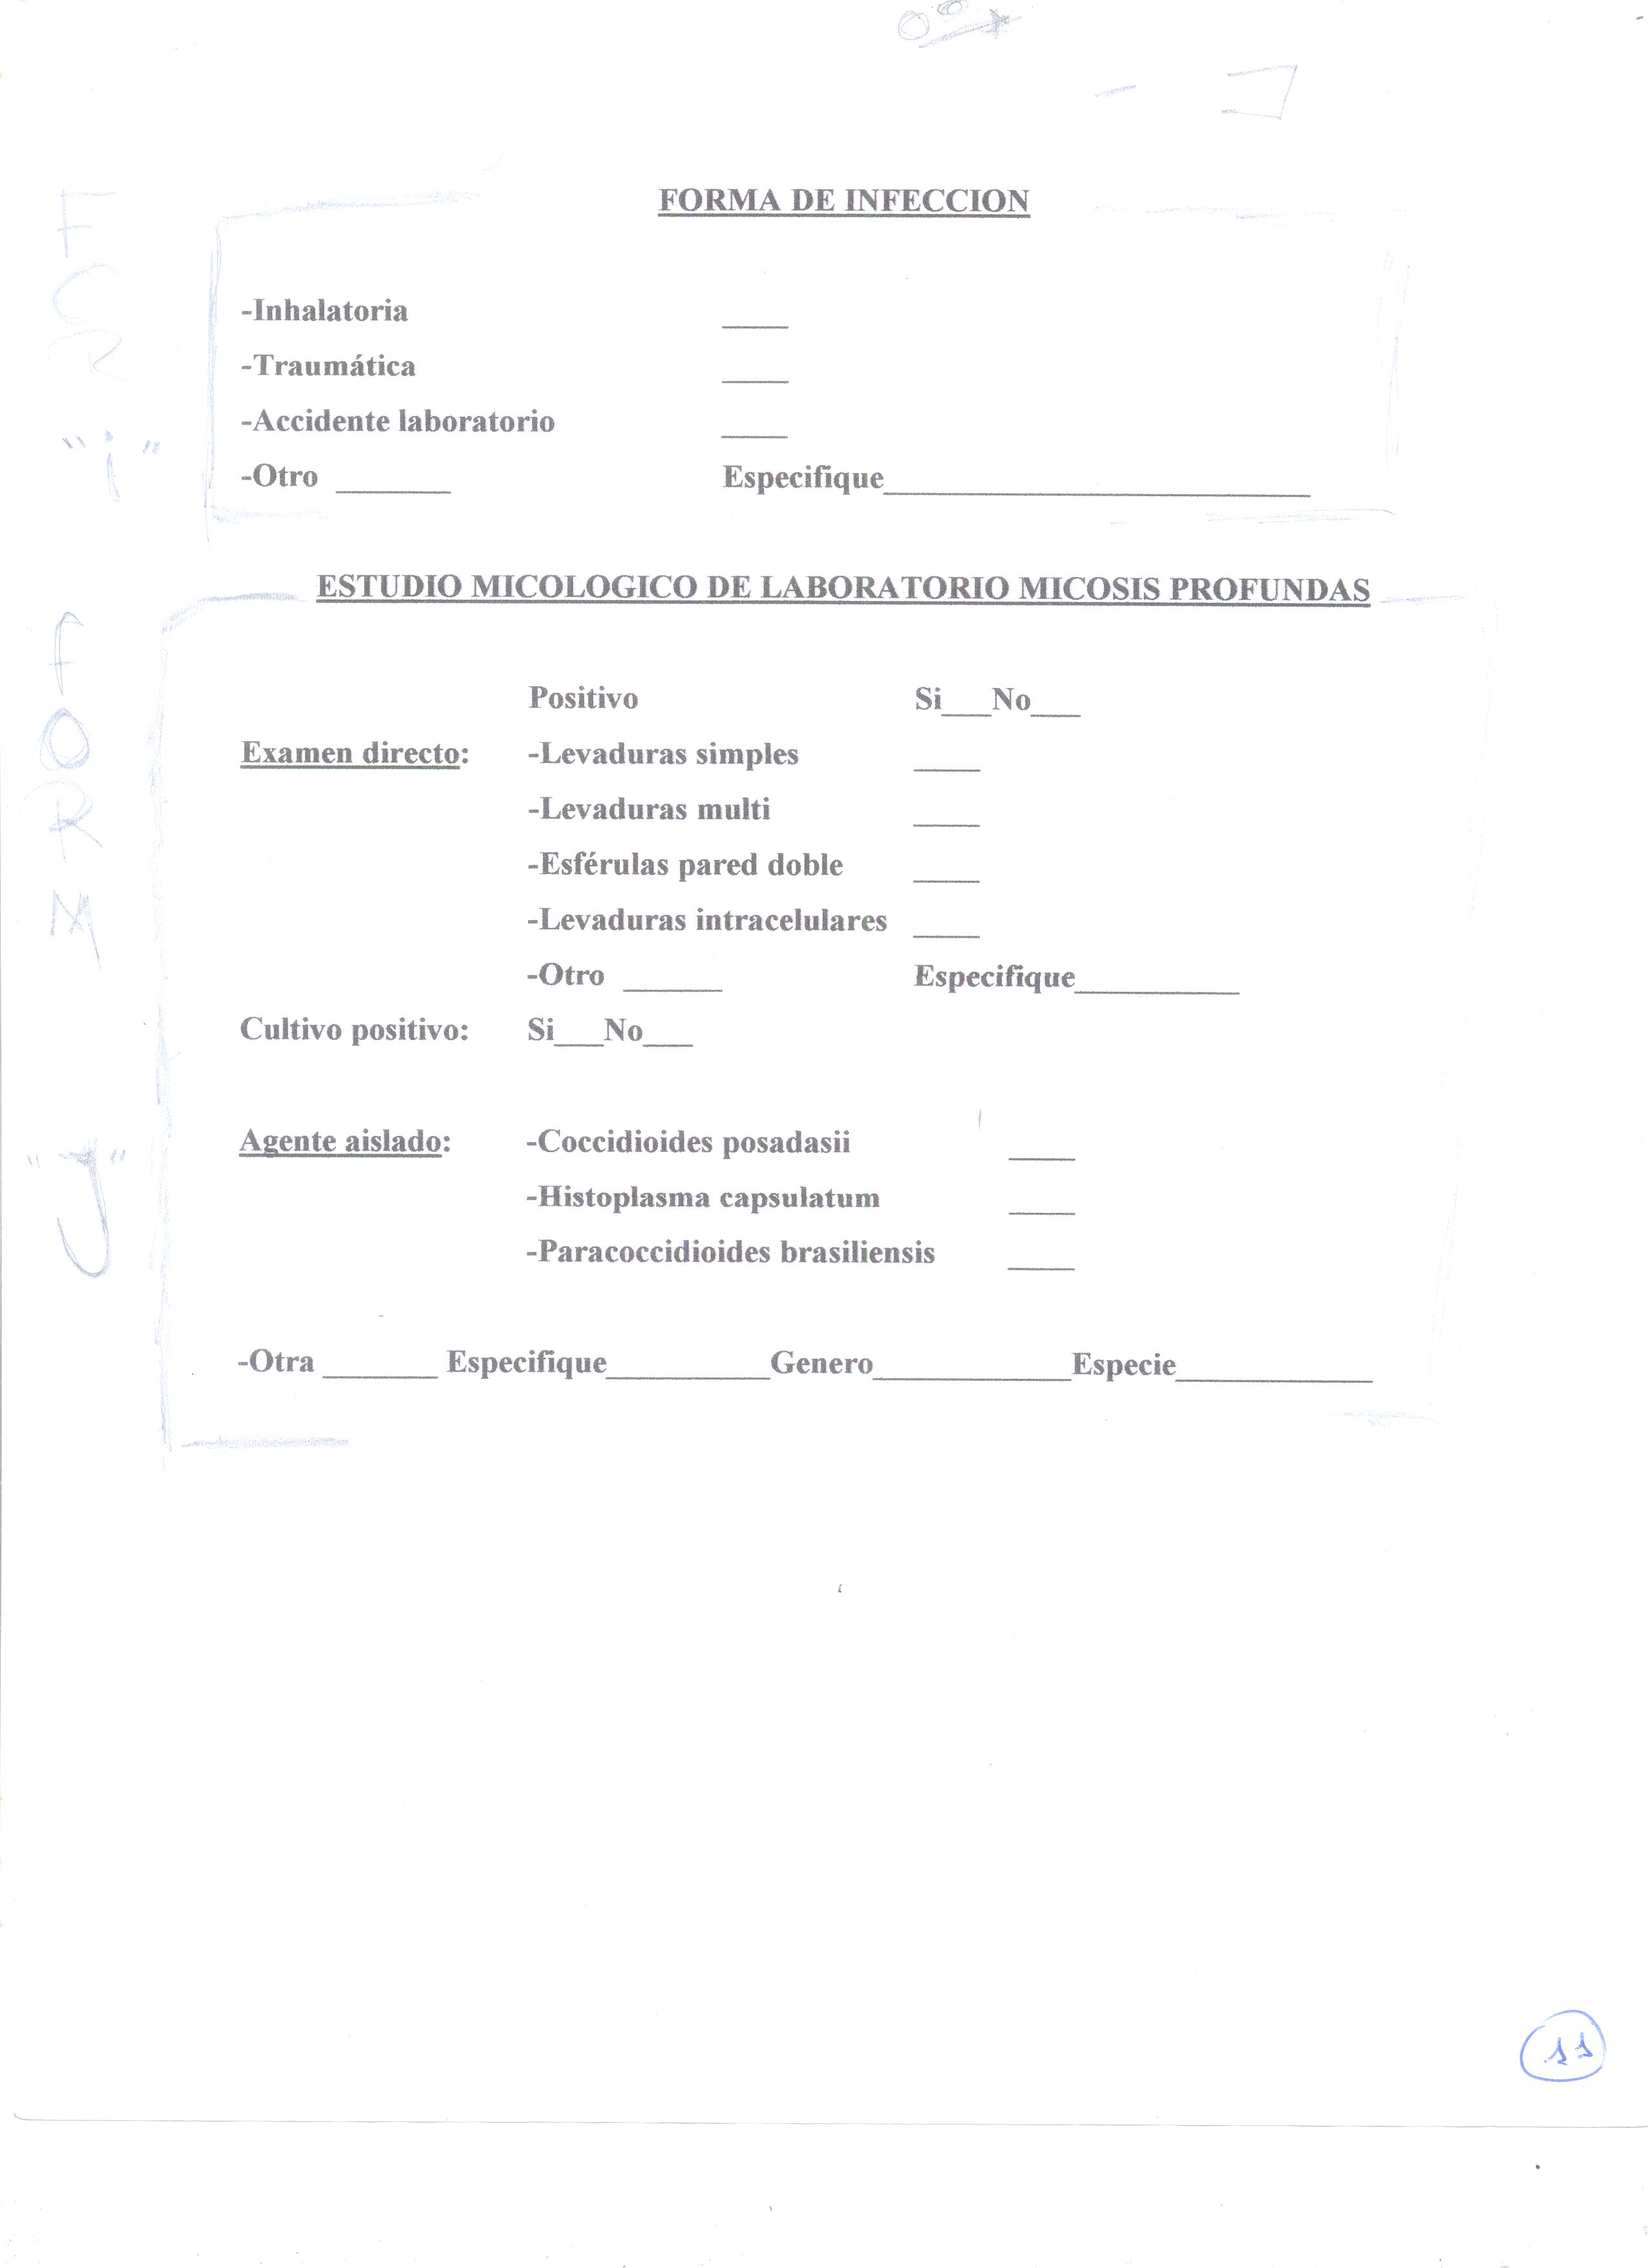 FORMA DE INFECCION
-Inhalatoria ____
-Traumática ____
-Accidente laboratorio ____
-Otro _______ Especifique__________________________
"i"
ESTUDIO MICOLOGICO DE LABORATORIO MICOSIS PROFUNDAS
Positivo Si___No___
Examen directo: -Levaduras simples ____
-Levaduras multi ____
-Esférulas pared doble ____
-Levaduras intracelulares ____
-Otro ______ Especifique__________
Cultivo positivo: Si___No___
FORM
"J"
Agente aislado: -Coccidioides posadasii ____
-Histoplasma capsulatum ____
-Paracoccidioides brasiliensis ____
-Otra _______ Especifique__________Genero____________Especie____________
11